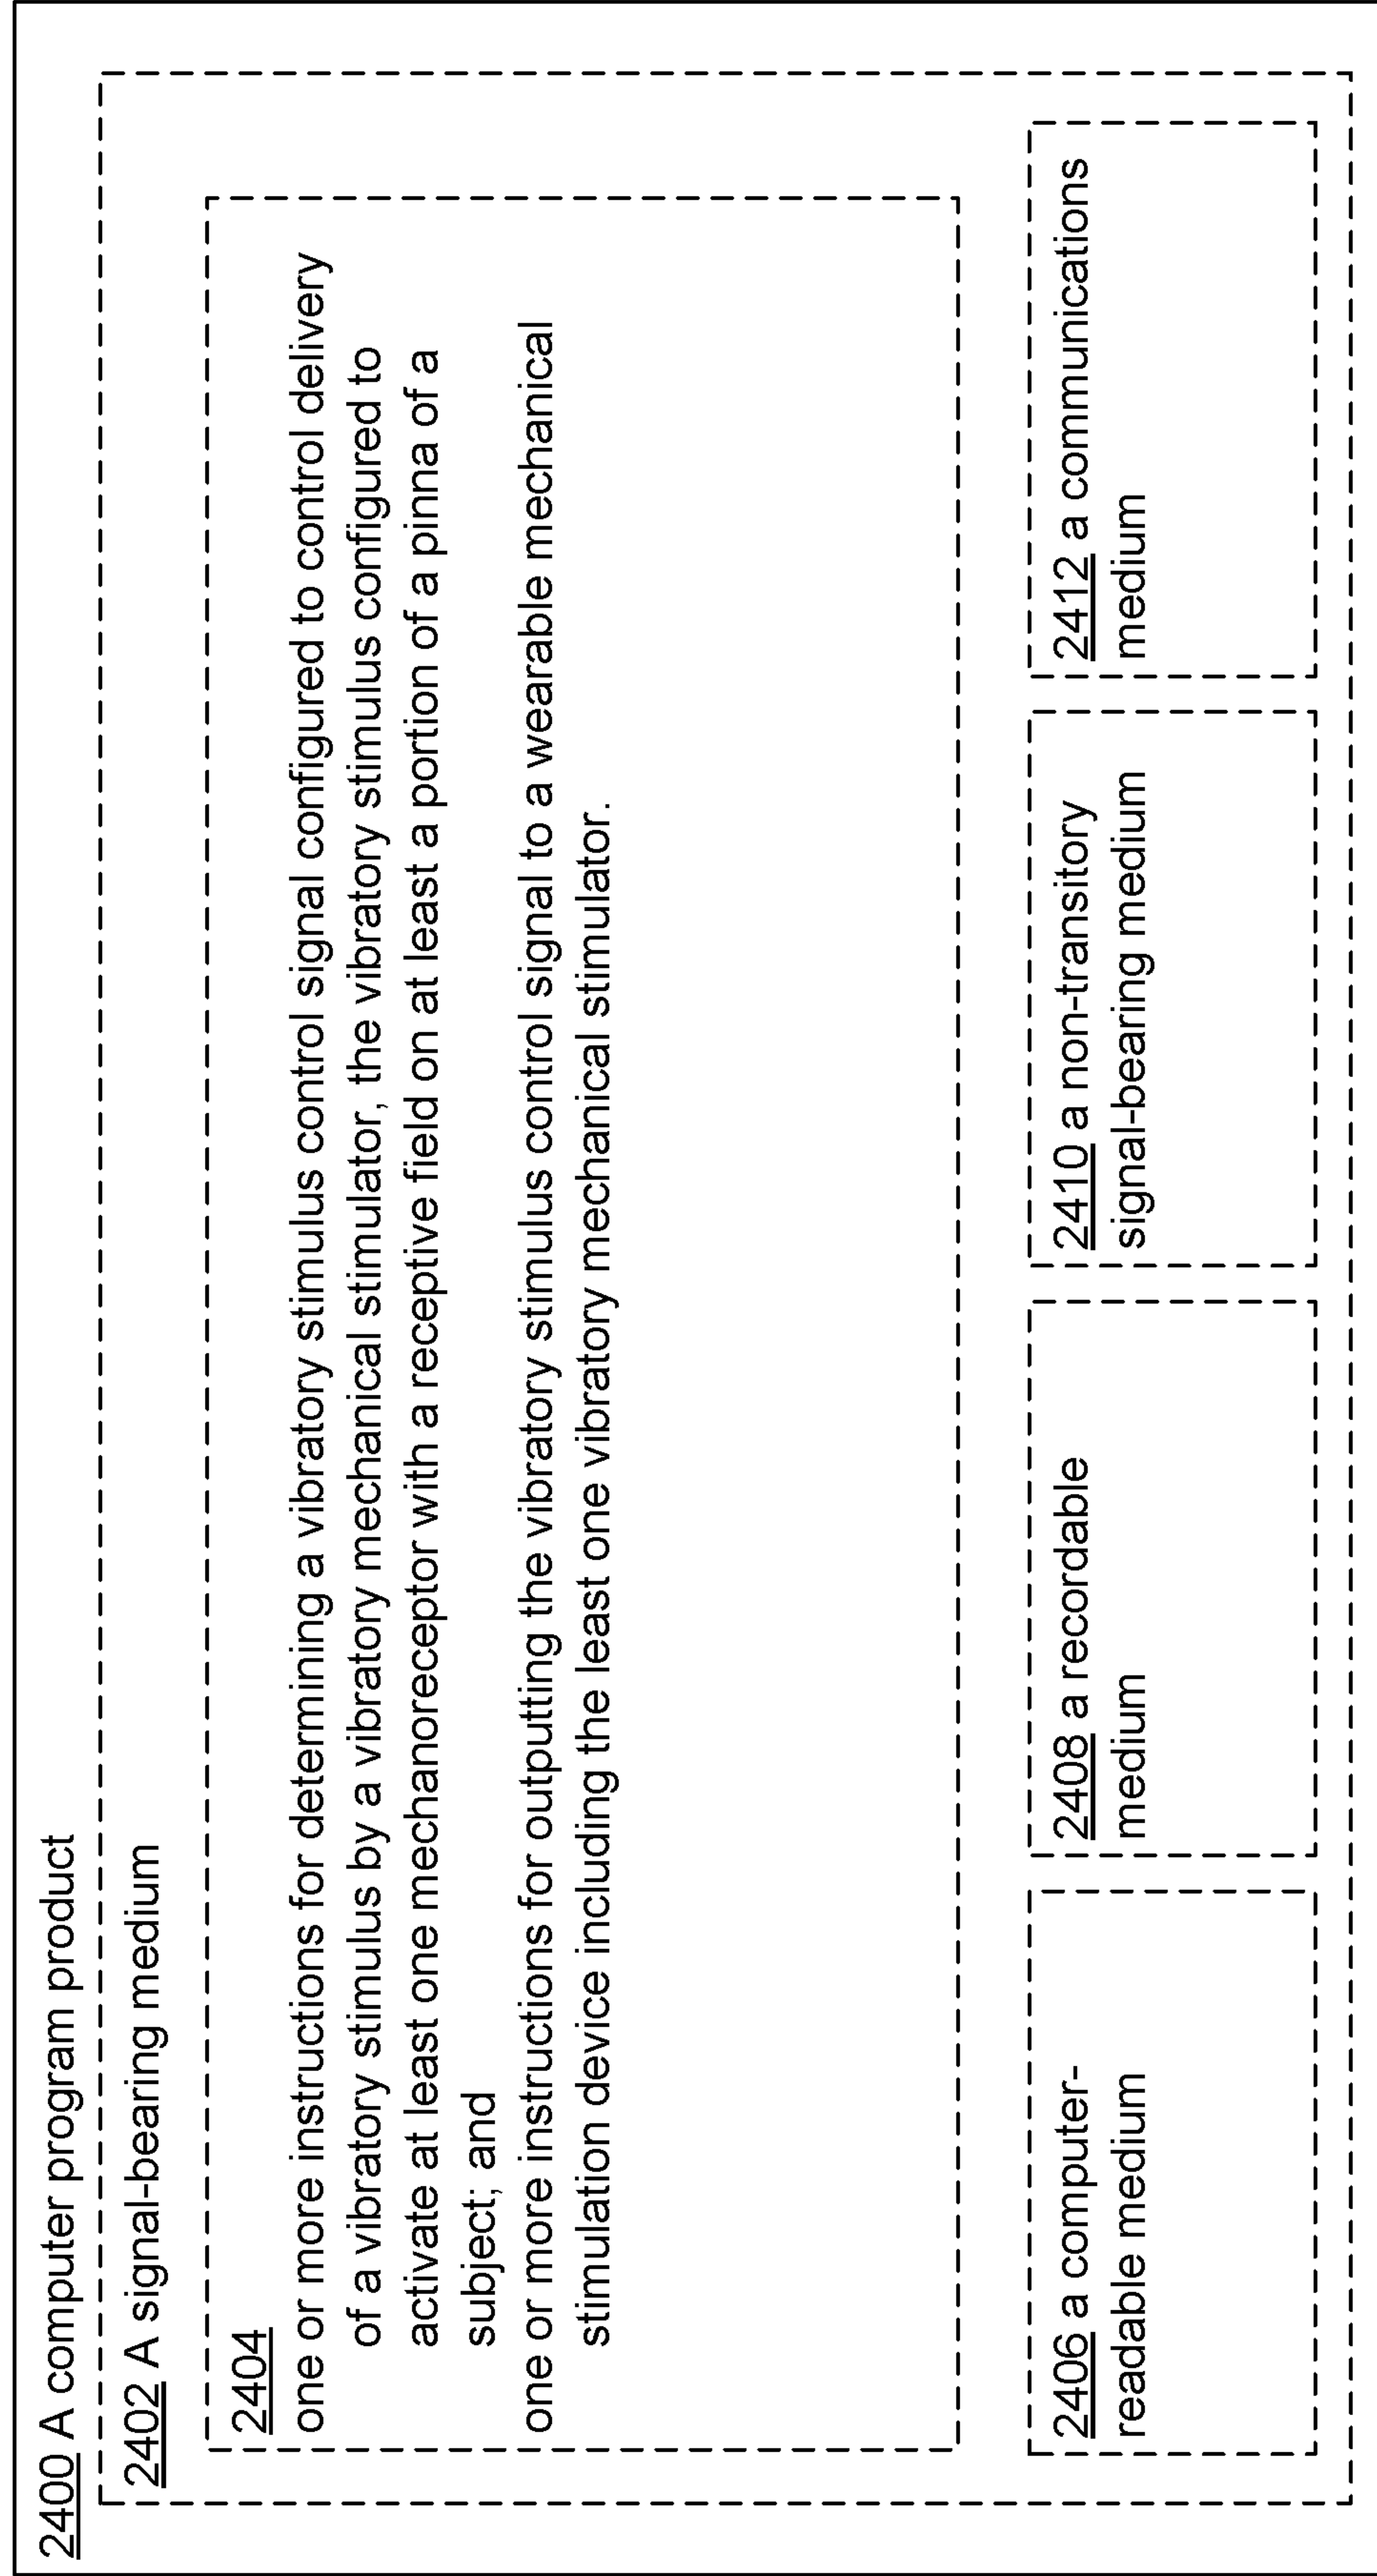 2400 A computer program product
2402 A signal-bearing medium
2404
one or more instructions for determining a vibratory stimulus control signal configured to control delivery
of a vibratory stimulus by a vibratory mechanical stimulator, the vibratory stimulus configured to
activate at least one mechanoreceptor with a receptive field on at least a portion of a pinna of a
subject; and
one or more instructions for outputting the vibratory stimulus control signal to a wearable mechanical
stimulation device including the least one vibratory mechanical stimulator.
2406 a computer-
readable medium
2408 a recordable
medium
2410 a non-transitory
signal-bearing medium
2412 a communications
medium